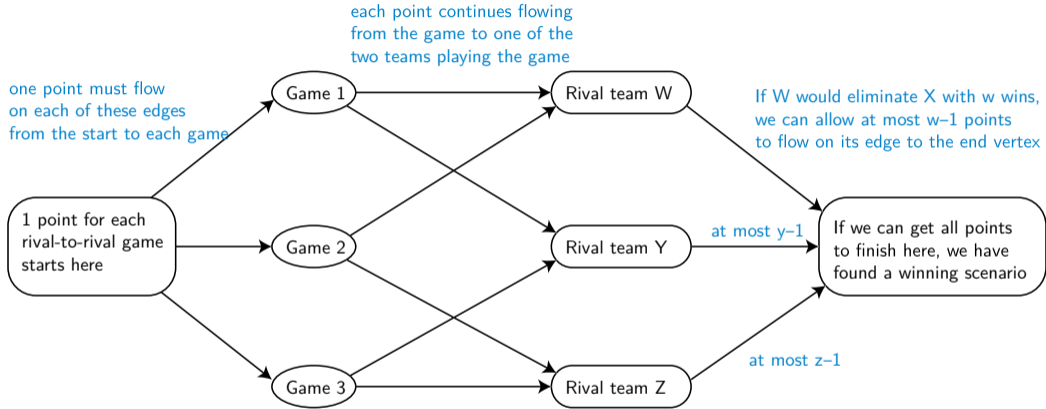 each point continues flowing
from the game to one of the
two teams playing the game
one point must flow
on each of these edges
from the start to each game
Game 1
Rival team W
If W would eliminate X with w wins,
we can allow at most w–1 points
to flow on its edge to the end vertex
1 point for each
rival-to-rival game
starts here
Game 2
Rival team Y
at most y–1
If we can get all points
to finish here, we have
found a winning scenario
Game 3
Rival team Z
at most z–1